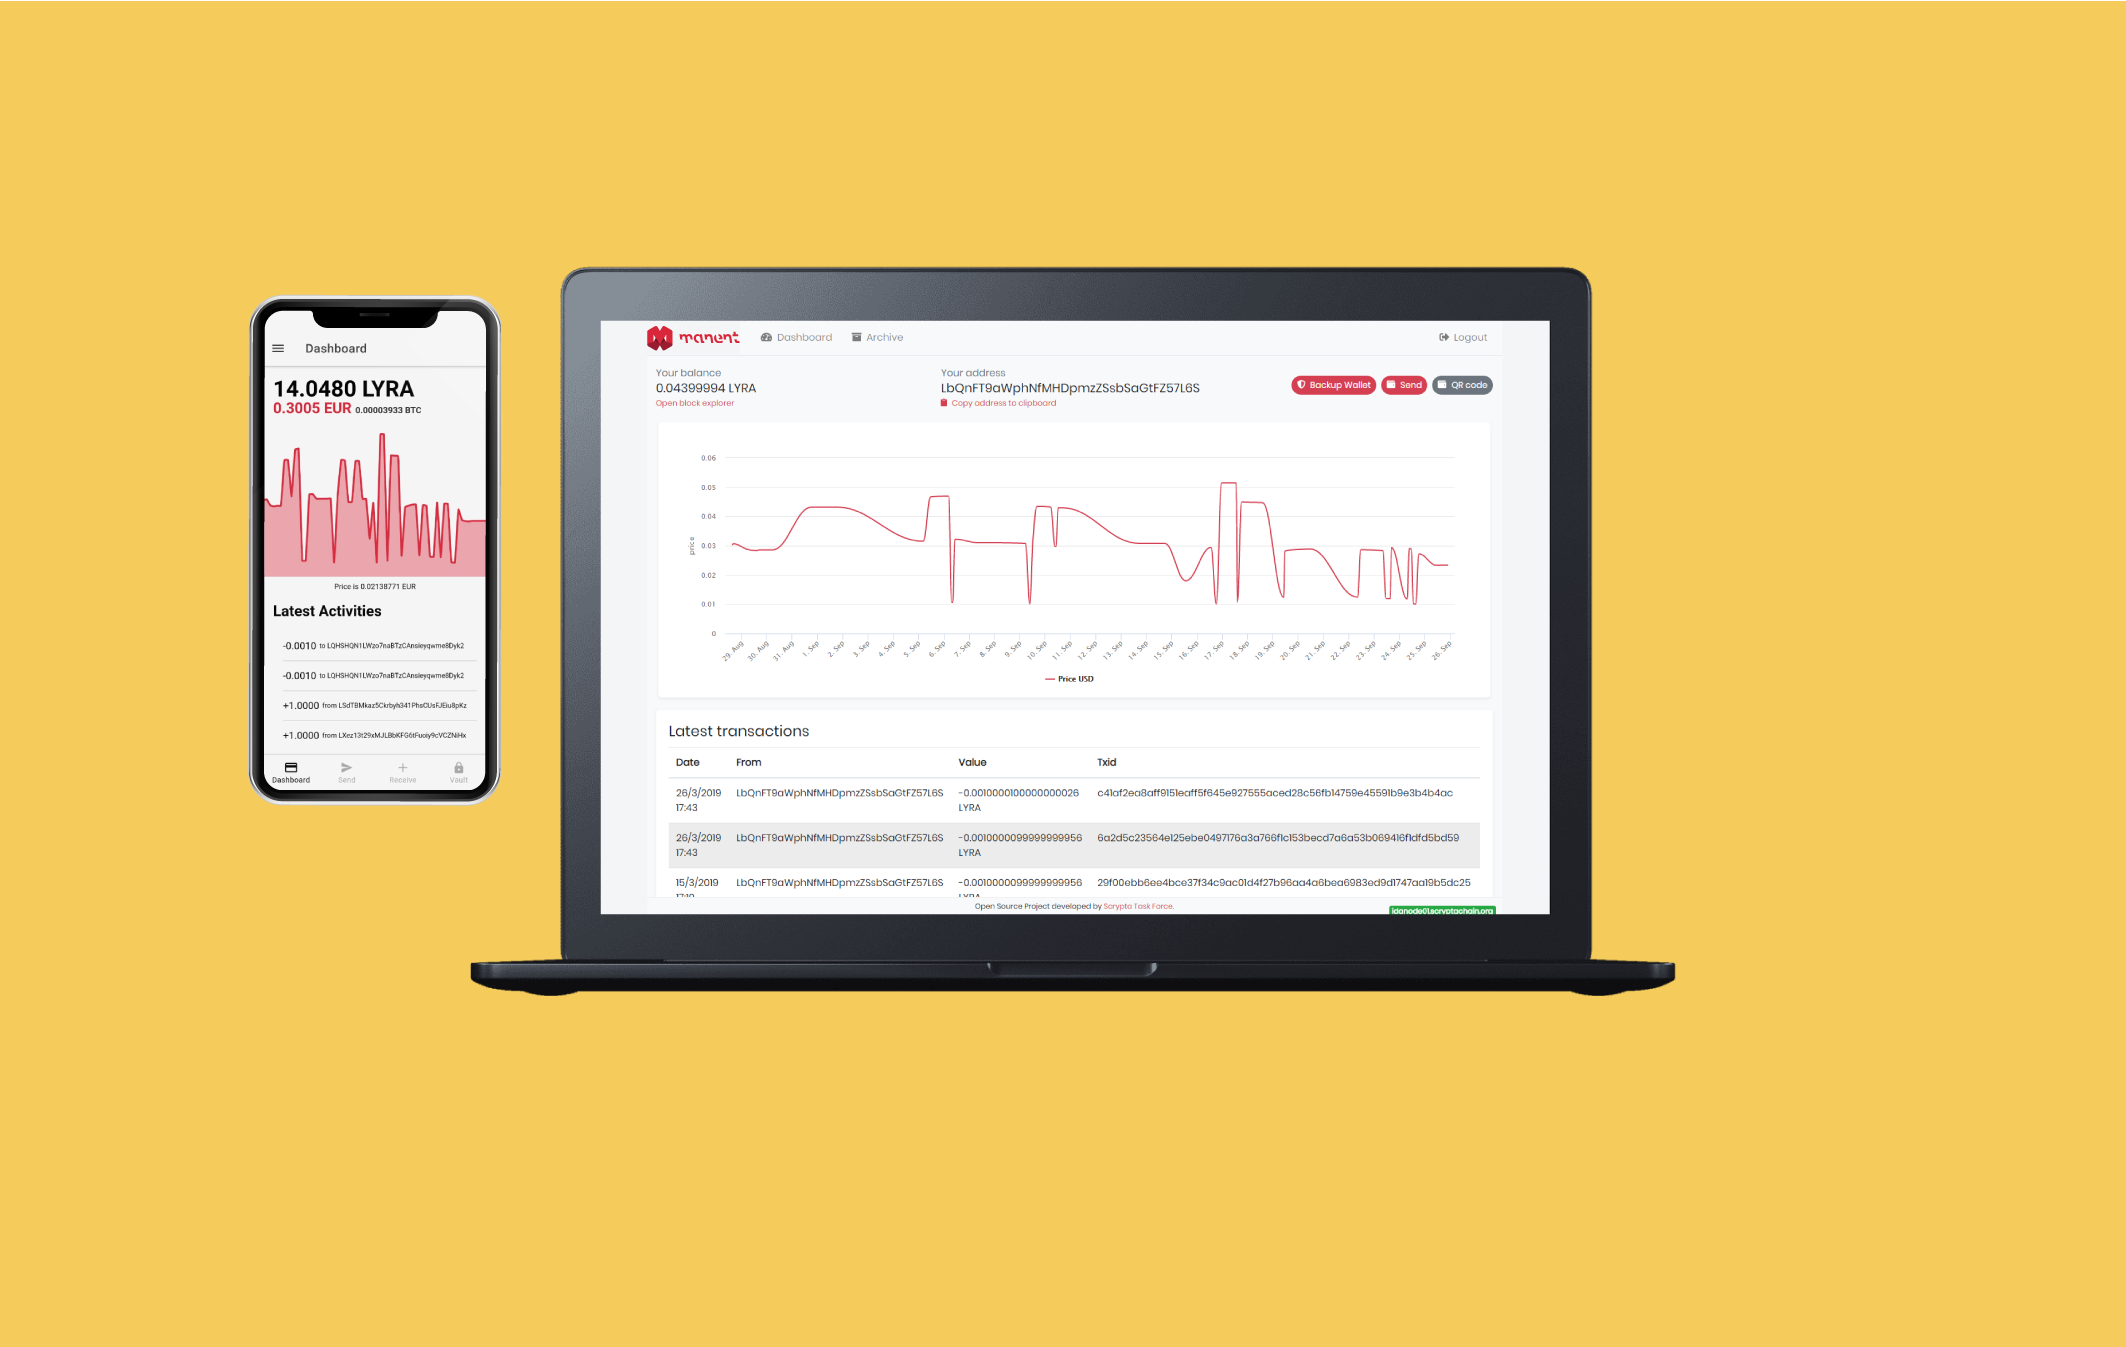 Dashboard
14.0480 LYRA
0.3005 EUR 0.00003933 BTC
Price is 0.02138771 EUR
Latest Activities
-0.0010 to LQHSHQN1LWzo7naBTzCAnsieyqwme8Dyk2
-0.0010 to LQHSHQN1LWzo7naBTzCAnsieyqwme8Dyk2
+1.0000 from LSdTBMkaz5Ckrbyh341PhsCUsFJEiu8pKz
+1.0000 from LXez13t29xMJLBbKFG6tFuoiy9cVCZNiHx
Dashboard Send Receive Vault
manent Dashboard Archive Logout
Your balance
0.04399994 LYRA
Open block explorer
Your address
LbQnFT9aWphNfMHDpmzZSsbSaGtFZ57L6S
Copy address to clipboard
Backup Wallet Send QR code
0.06
0.05
0.04
0.03
0.02
0.01
0
price
29. Aug 30. Aug 31. Aug 1. Sep 2. Sep 3. Sep 4. Sep 5. Sep 6. Sep 7. Sep 8. Sep 9. Sep 10. Sep 11. Sep 12. Sep 13. Sep 14. Sep 15. Sep 16. Sep 17. Sep 18. Sep 19. Sep 20. Sep 21. Sep 22. Sep 23. Sep 24. Sep 25. Sep 26. Sep
Price USD
Latest transactions
Date From Value Txid
26/3/2019 LbQnFT9aWphNfMHDpmzZSsbSaGtFZ57L6S -0.0010000100000000026 c41af2ea8aff9151eaff5f645e927555aced28c56fb14759e45591b9e3b4b4ac
17:43 LYRA
26/3/2019 LbQnFT9aWphNfMHDpmzZSsbSaGtFZ57L6S -0.0010000099999999956 6a2d5c23564e125ebe0497176a3a766f1c153becd7a6a53b069416f1dfd5bd59
17:43 LYRA
15/3/2019 LbQnFT9aWphNfMHDpmzZSsbSaGtFZ57L6S -0.0010000099999999956 29f00ebb6ee4bce37f34c9ac01d4f27b96aa4a6bea6983ed9d1747aa19b5dc25
LYRA
Open Source Project developed by Scrypta Task Force.
idanode01.scryptachain.org